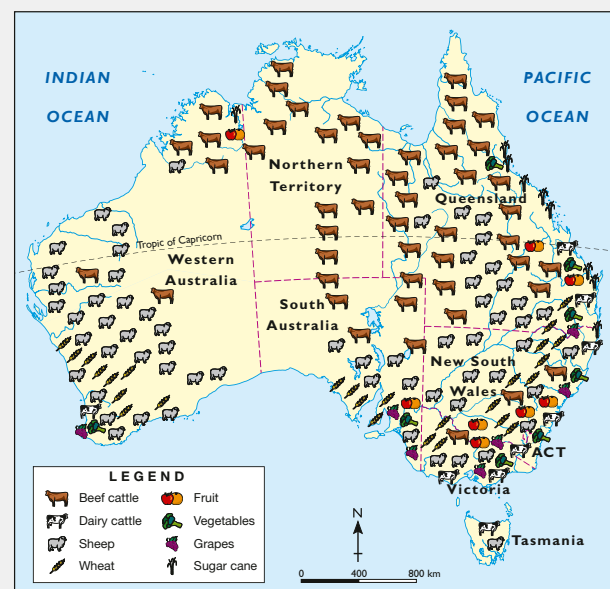 INDIAN
OCEAN
PACIFIC
OCEAN
Northern
Territory
Queensland
Tropic of Capricorn
Western
Australia
South
Australia
New South
Wales
ACT
Victoria
Tasmania
LEGEND
Beef cattle
Fruit
Dairy cattle
Vegetables
Sheep
Grapes
Wheat
Sugar cane
N
0 400 800 km